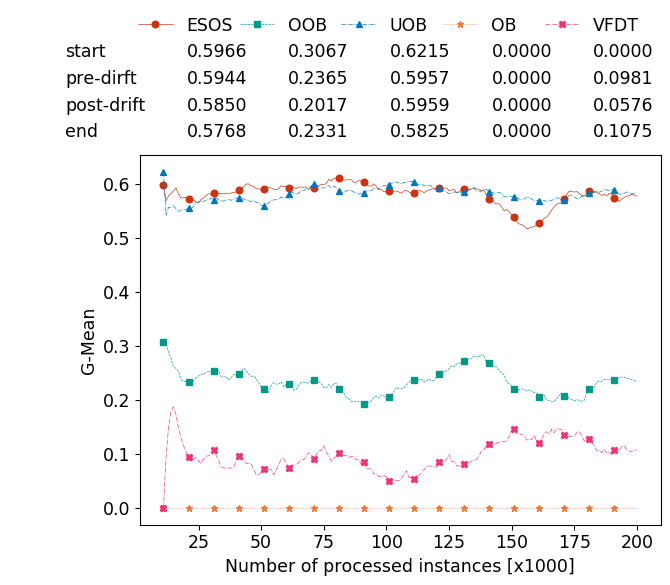 ESOS OOB UOB OB VFDT
start 0.5966 0.3067 0.6215 0.0000 0.0000
pre-dirft 0.5944 0.2365 0.5957 0.0000 0.0981
post-drift 0.5850 0.2017 0.5959 0.0000 0.0576
end 0.5768 0.2331 0.5825 0.0000 0.1075
0.6
0.5
0.4
0.3
0.2
0.1
0.0
G-Mean
25 50 75 100 125 150 175 200
Number of processed instances [x1000]